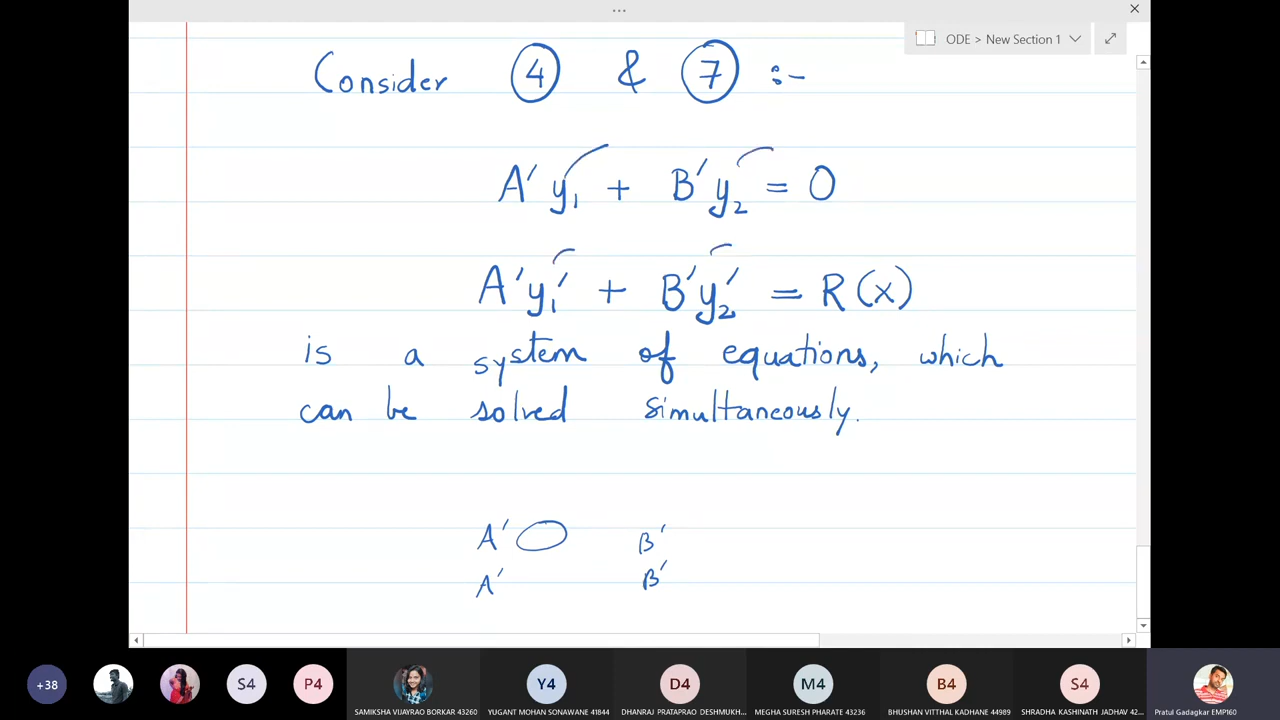 ODE > New Section 1
Consider ④ & ⑦ :-
A′y₁ + B′y₂ = 0
A′y₁′ + B′y₂′ = R(x)
is a system of equations, which
can be solved simultaneously.
A′ B′
A′ B′
+38 S4 P4 Y4 D4 M4 B4 S4
SAMIKSHA VIJAYRAO BORKAR 43260 YUGANT MOHAN SONAWANE 41844 DHANRAJ PRATAPRAO DESHMUKH... MEGHA SURESH PHARATE 43236 BHUSHAN VITTHAL KADHANE 44989 SHRADHA KASHINATH JADHAV 42... Pratul Gadagkar EMP160